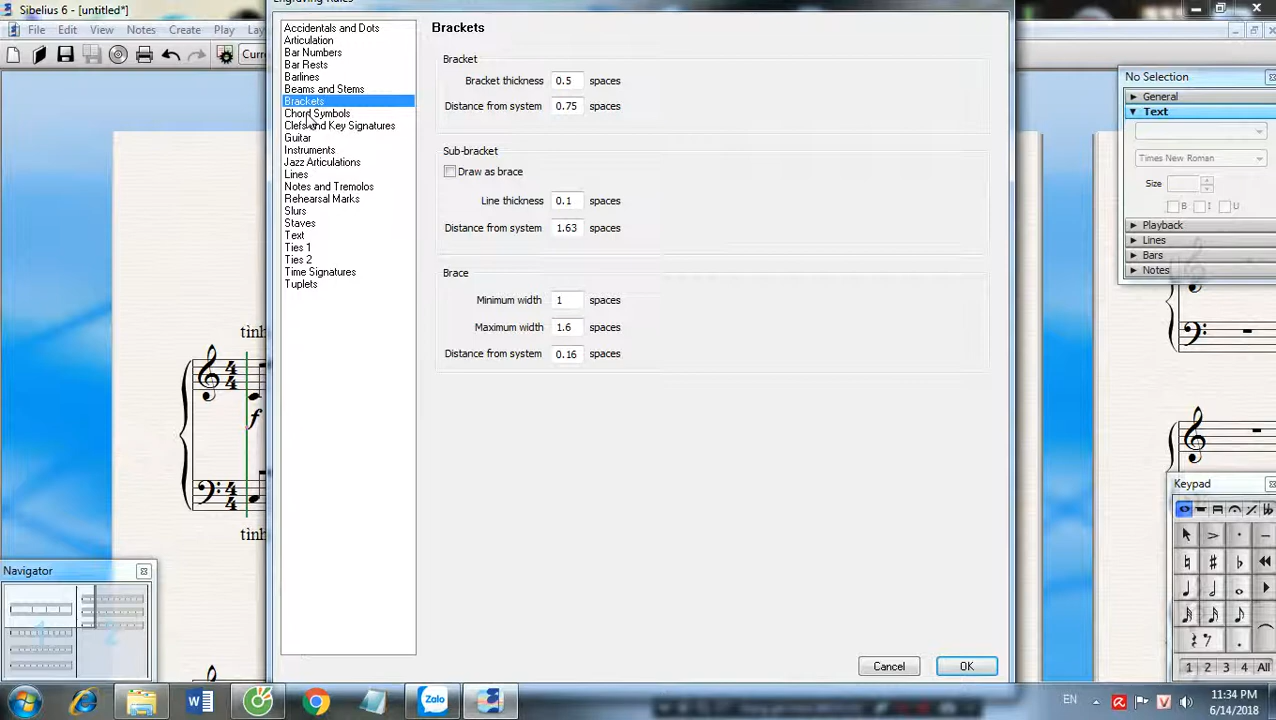 Sibelius 6 - [untitled*]
Engraving Rules
File Edit View Notes Create Play
Accidentals and Dots
Articulation
Bar Numbers
Bar Rests
Barlines
Beams and Stems
Brackets
Chord Symbols
Clefs and Key Signatures
Guitar
Instruments
Jazz Articulations
Lines
Notes and Tremolos
Rehearsal Marks
Slurs
Staves
Text
Ties 1
Ties 2
Time Signatures
Tuplets
Brackets
Bracket
Bracket thickness 0.5 spaces
Distance from system 0.75 spaces
Sub-bracket
Draw as brace
Line thickness 0.1 spaces
Distance from system 1.63 spaces
Brace
Minimum width 1 spaces
Maximum width 1.6 spaces
Distance from system 0.16 spaces
Cancel OK
No Selection
General
Text
Times New Roman
Size
B I U
Playback
Lines
Bars
Notes
Keypad
1 2 3 4 All
Navigator
Zalo
EN
11:34 PM
6/14/2018